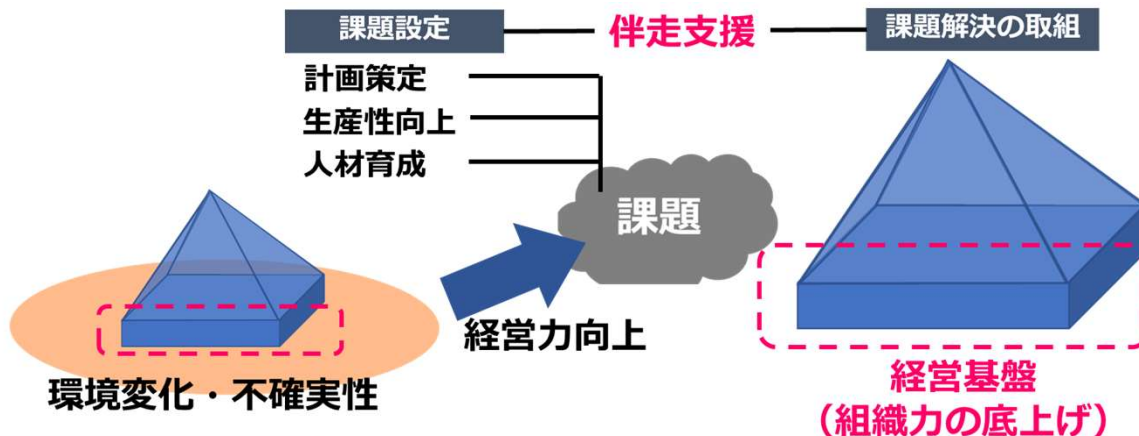 課題設定
伴走支援
課題解決の取組
計画策定
生産性向上
人材育成
課題
経営力向上
環境変化・不確実性
経営基盤
（組織力の底上げ）